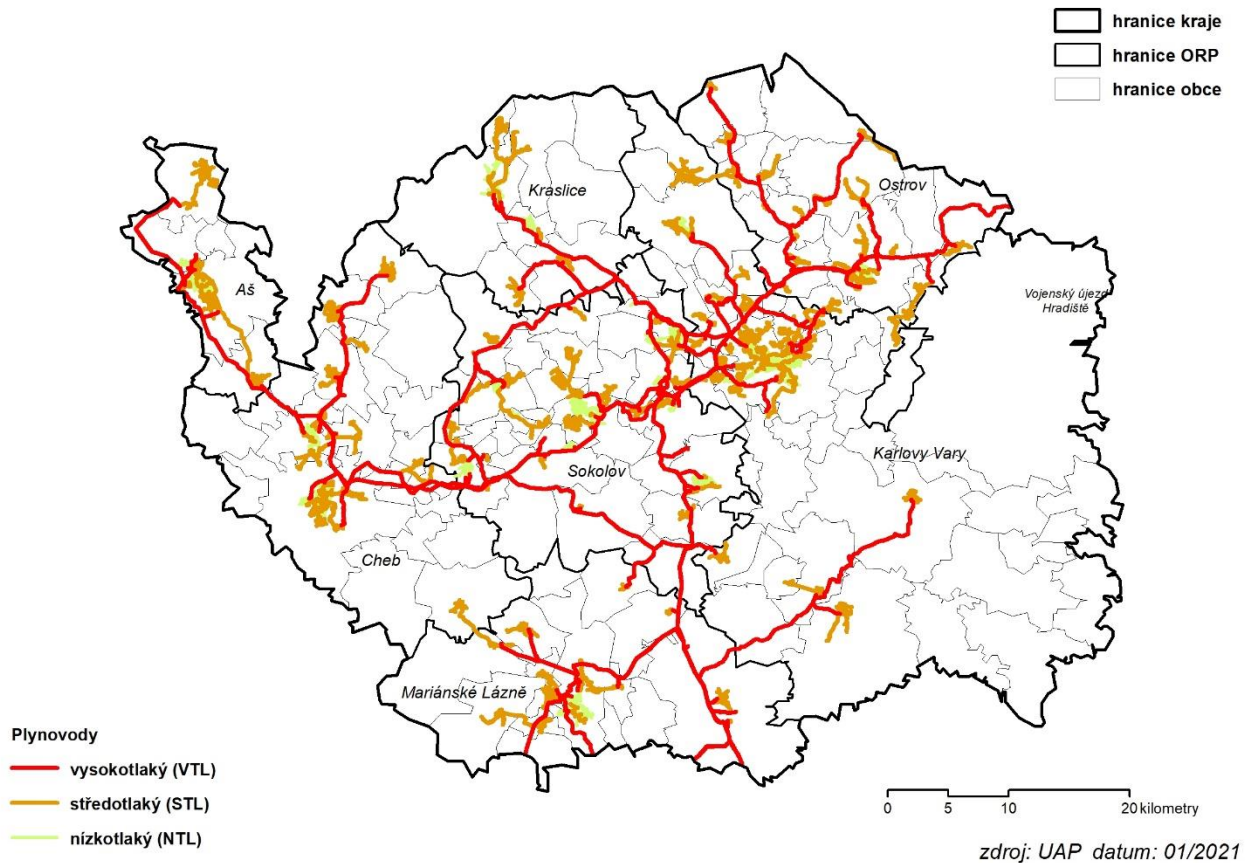 hranice kraje
hranice ORP
hranice obce
Kraslice
Ostrov
Aš
Vojenský újezd
Hradiště
Karlovy Vary
Sokolov
Cheb
Mariánské Lázně
Plynovody
vysokotlaký (VTL)
středotlaký (STL)
nízkotlaký (NTL)
0 5 10 20 kilometry
zdroj: UAP datum: 01/2021